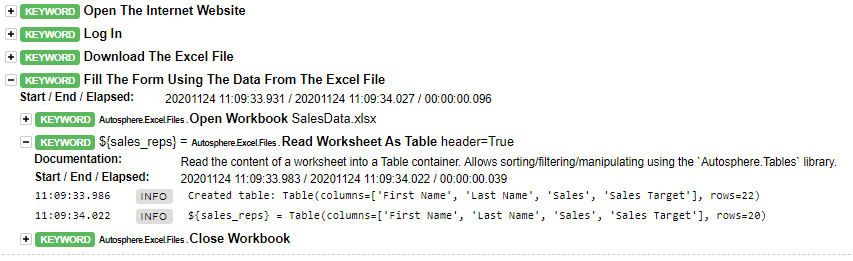 + KEYWORD Open The Internet Website
+ KEYWORD Log In
+ KEYWORD Download The Excel File
− KEYWORD Fill The Form Using The Data From The Excel File
Start / End / Elapsed: 20201124 11:09:33.931 / 20201124 11:09:34.027 / 00:00:00.096
+ KEYWORD Autosphere.Excel.Files.Open Workbook SalesData.xlsx
− KEYWORD ${sales_reps} = Autosphere.Excel.Files.Read Worksheet As Table header=True
Documentation: Read the content of a worksheet into a Table container. Allows sorting/filtering/manipulating using the `Autosphere.Tables` library.
Start / End / Elapsed: 20201124 11:09:33.983 / 20201124 11:09:34.022 / 00:00:00.039
11:09:33.986 INFO Created table: Table(columns=['First Name', 'Last Name', 'Sales', 'Sales Target'], rows=22)
11:09:34.022 INFO ${sales_reps} = Table(columns=['First Name', 'Last Name', 'Sales', 'Sales Target'], rows=20)
+ KEYWORD Autosphere.Excel.Files.Close Workbook